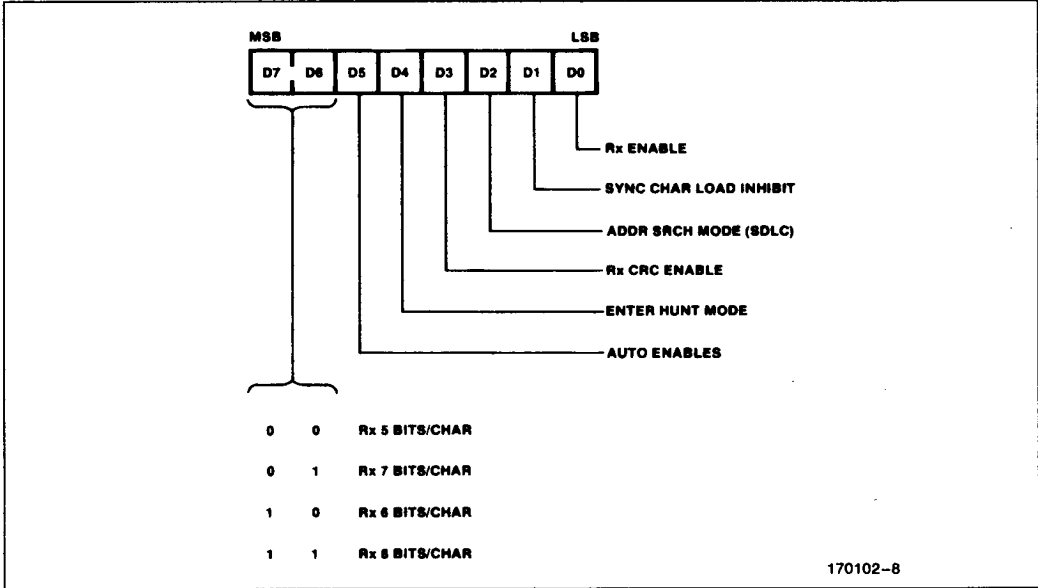 MSB LSB
D7 D6 D5 D4 D3 D2 D1 D0
Rx ENABLE
SYNC CHAR LOAD INHIBIT
ADDR SRCH MODE (SDLC)
Rx CRC ENABLE
ENTER HUNT MODE
AUTO ENABLES
0 0 Rx 5 BITS/CHAR
0 1 Rx 7 BITS/CHAR
1 0 Rx 6 BITS/CHAR
1 1 Rx 8 BITS/CHAR
170102-8